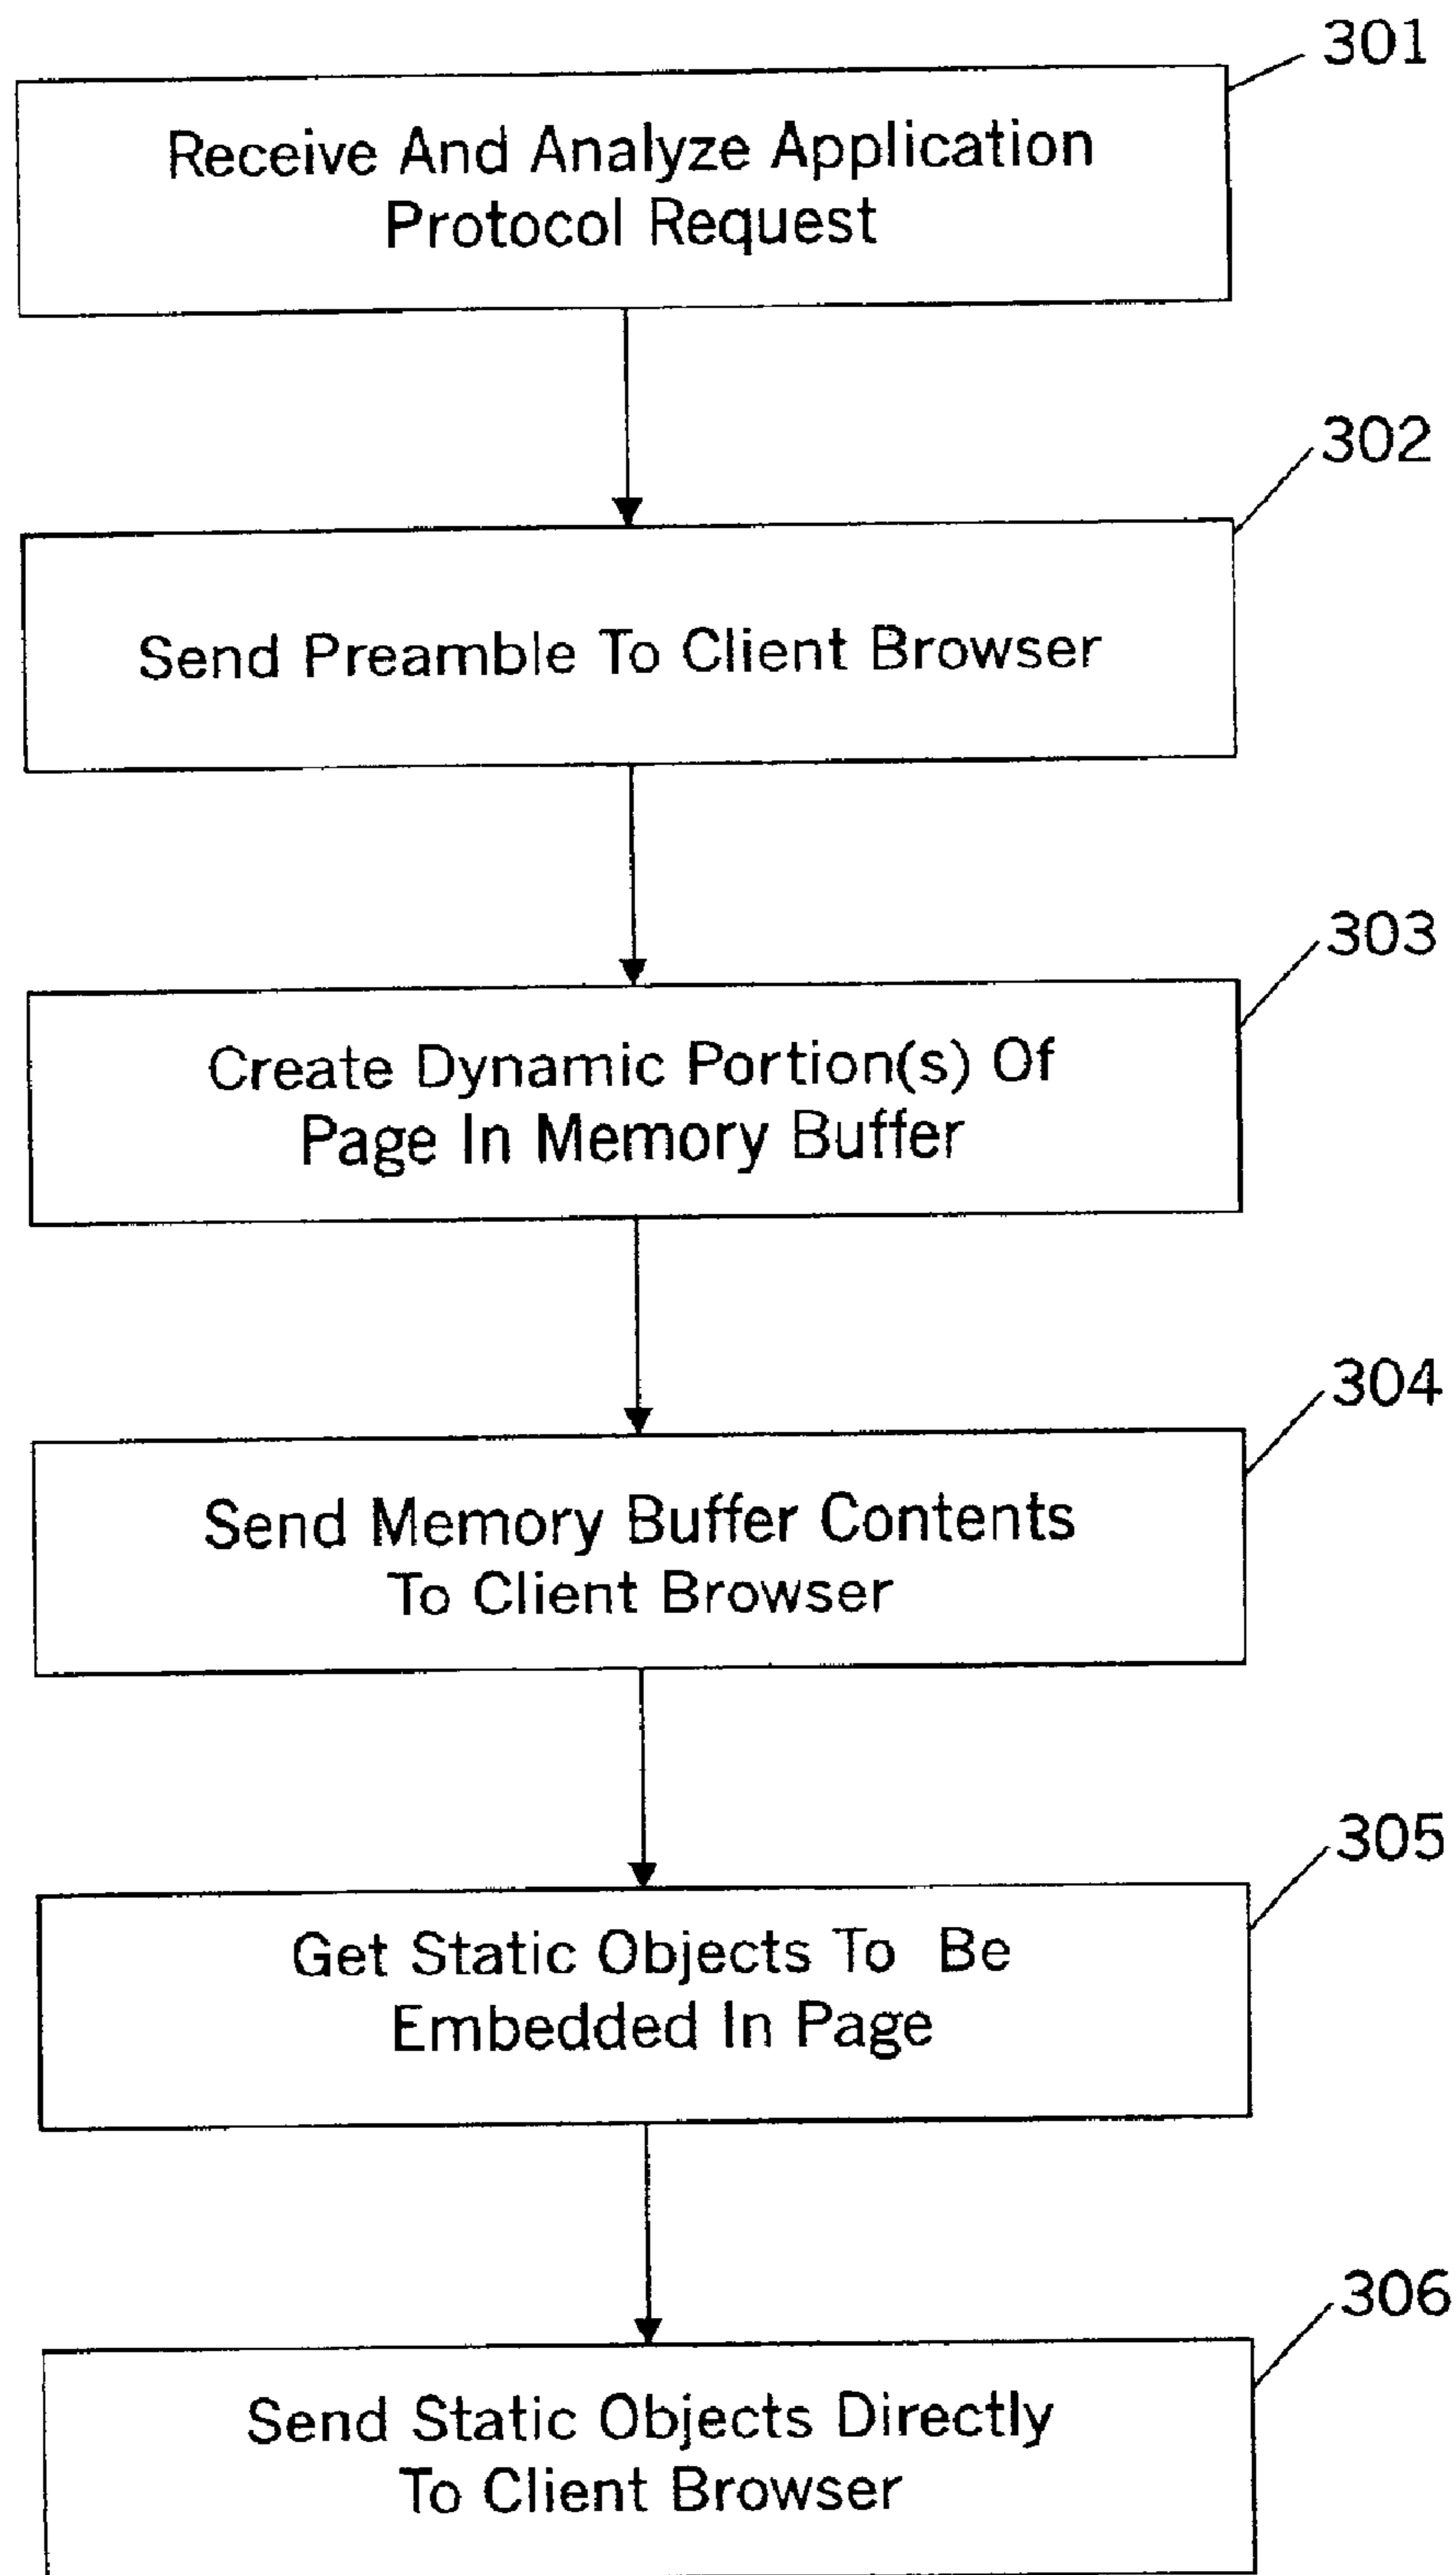 301
Receive And Analyze Application
Protocol Request
302
Send Preamble To Client Browser
303
Create Dynamic Portion(s) Of
Page In Memory Buffer
304
Send Memory Buffer Contents
To Client Browser
305
Get Static Objects To Be
Embedded In Page
306
Send Static Objects Directly
To Client Browser